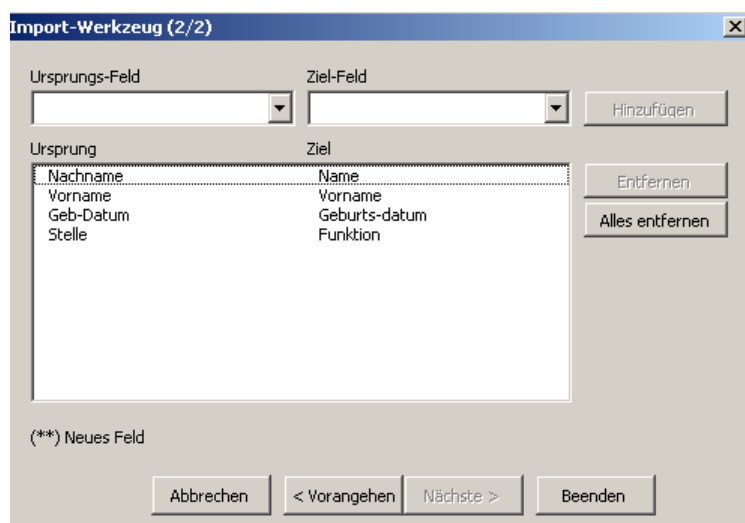 Import-Werkzeug (2/2)
Ursprungs-Feld Ziel-Feld
Hinzufügen
Ursprung Ziel
Nachname Name
Vorname Vorname
Geb-Datum Geburts-datum
Stelle Funktion
Entfernen
Alles entfernen
(**) Neues Feld
Abbrechen < Vorangehen Nächste > Beenden